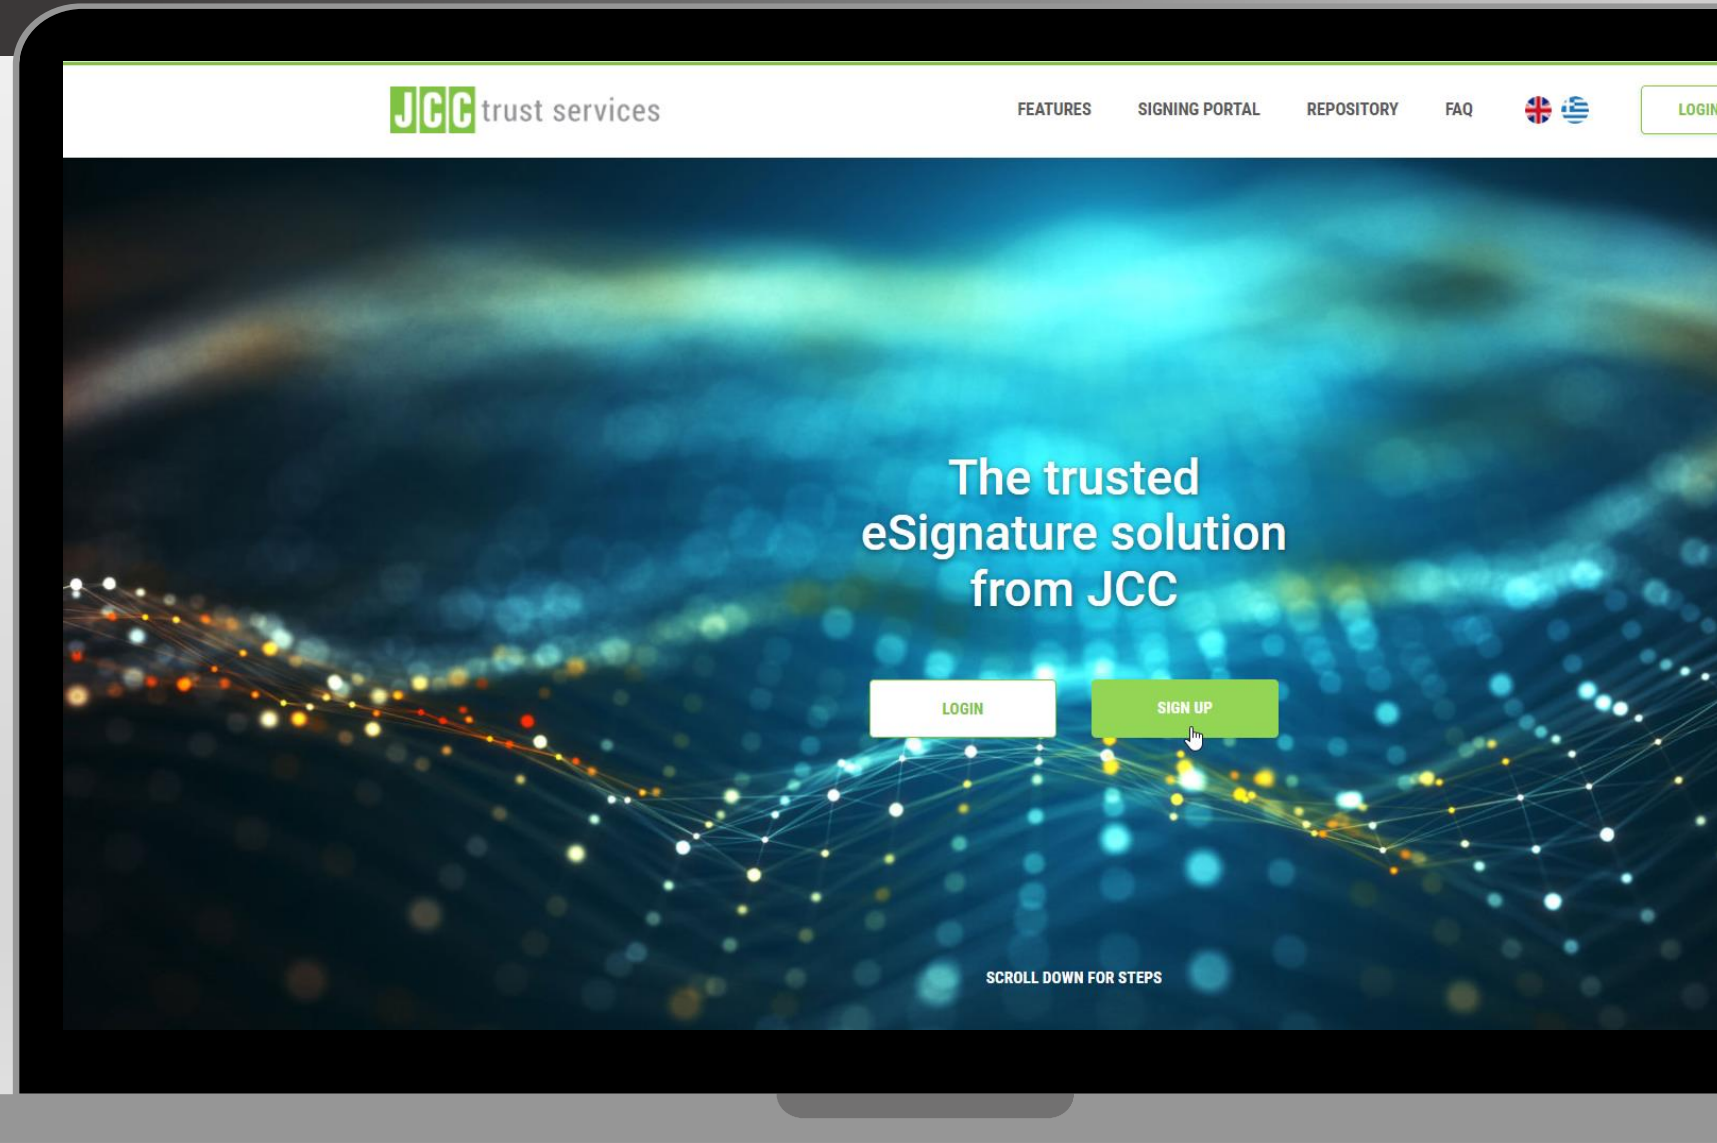 JCC trust services
FEATURES
SIGNING PORTAL
REPOSITORY
FAQ
LOGIN
The trusted
eSignature solution
from JCC
LOGIN
SIGN UP
SCROLL DOWN FOR STEPS